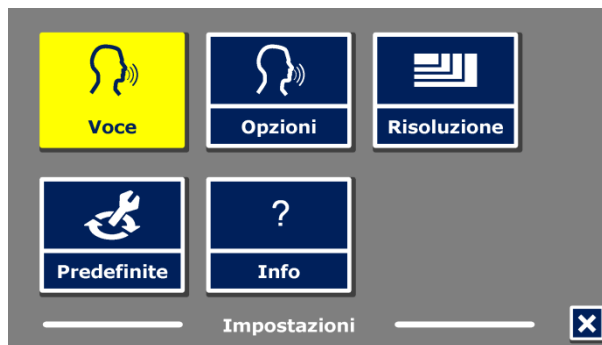 Voce
Opzioni
Risoluzione
?
Predefinite
Info
Impostazioni